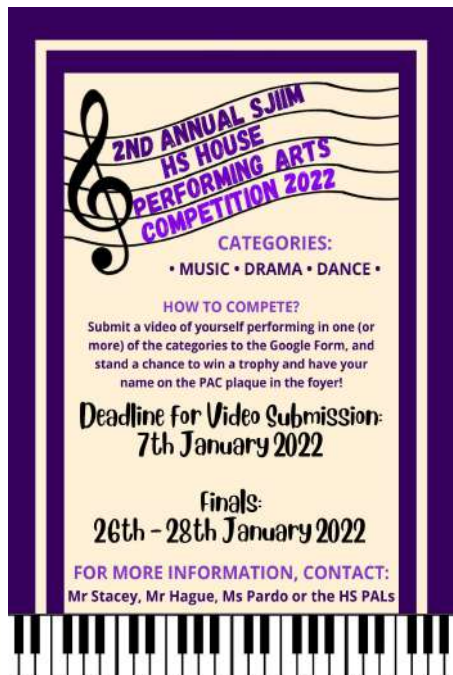 2ND ANNUAL SJIIM
HS HOUSE
PERFORMING ARTS
COMPETITION 2022
CATEGORIES:
• MUSIC • DRAMA • DANCE •
HOW TO COMPETE?
Submit a video of yourself performing in one (or
more) of the categories to the Google Form, and
stand a chance to win a trophy and have your
name on the PAC plaque in the foyer!
Deadline for Video Submission:
7th January 2022
Finals:
26th - 28th January 2022
FOR MORE INFORMATION, CONTACT:
Mr Stacey, Mr Hague, Ms Pardo or the HS PALs